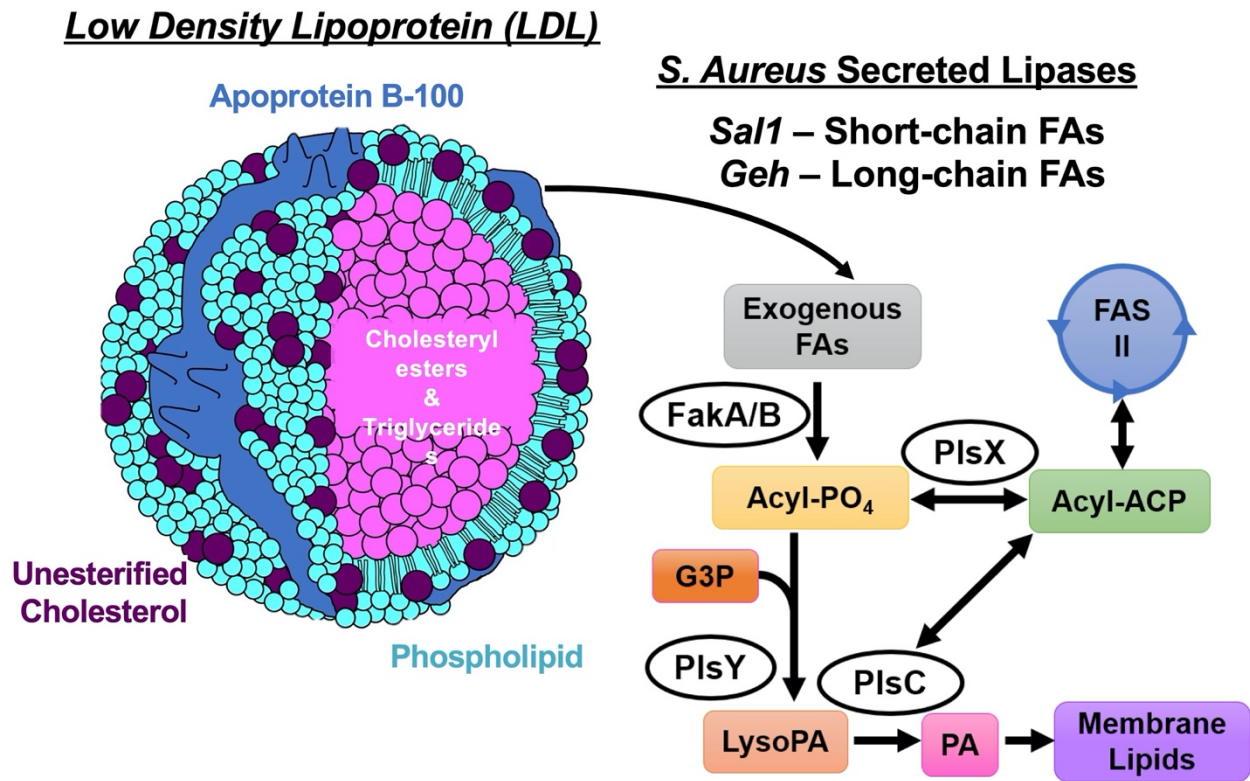 Low Density Lipoprotein (LDL)
Apoprotein B-100
Cholesteryl
esters
&
Triglyceride
s
Unesterified
Cholesterol
Phospholipid
S. Aureus Secreted Lipases
Sal1 – Short-chain FAs
Geh – Long-chain FAs
Exogenous
FAs
FAS
II
FakA/B
PlsX
Acyl-PO₄
Acyl-ACP
G3P
PlsY
PlsC
LysoPA
PA
Membrane
Lipids